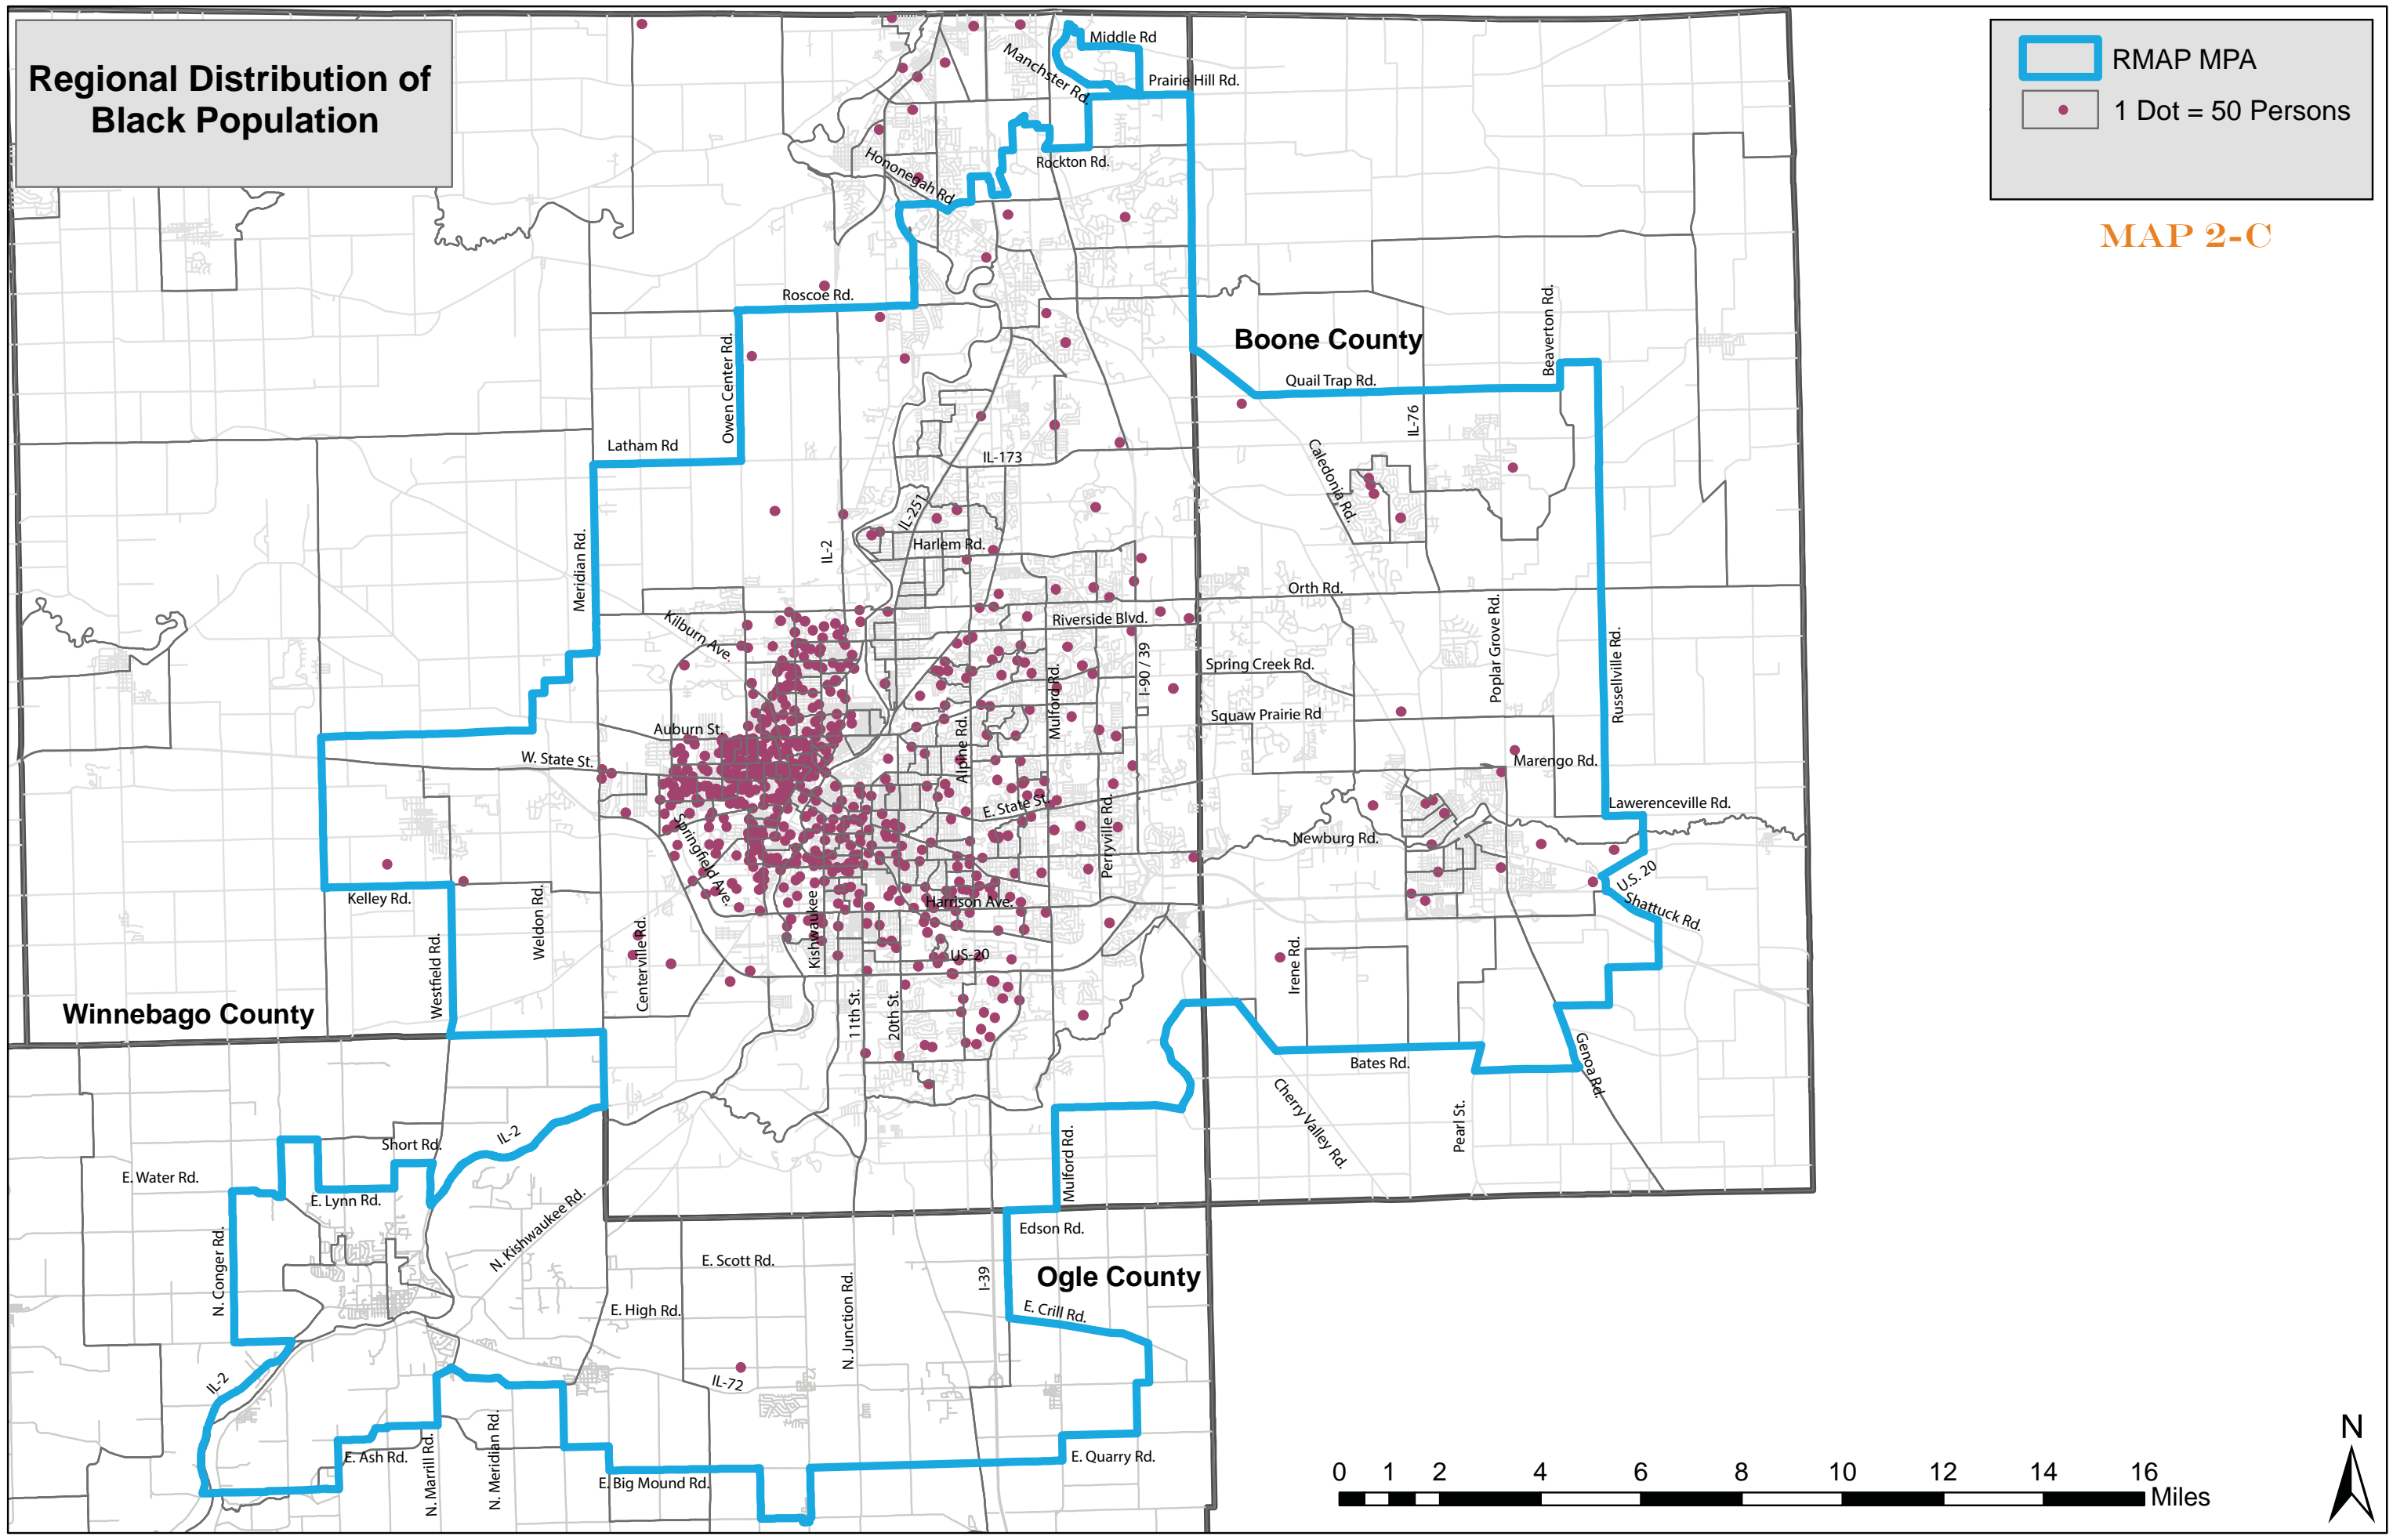 Regional Distribution of
Black Population
RMAP MPA
1 Dot = 50 Persons
MAP 2-C
Middle Rd
Manchster Rd.
Prairie Hill Rd.
Rockton Rd.
Hononegah Rd
Roscoe Rd.
Owen Center Rd.
Boone County
Beaverton Rd.
Quail Trap Rd.
IL-76
Latham Rd
IL-173
Caledonia Rd.
IL-251
IL-2
Harlem Rd.
Meridian Rd.
Orth Rd.
Riverside Blvd.
Kilburn Ave.
Poplar Grove Rd.
Russellville Rd.
Spring Creek Rd.
I-90 / 39
Mulford Rd.
Squaw Prairie Rd
Auburn St.
Alpine Rd.
W. State St.
Marengo Rd.
E. State St.
Lawerenceville Rd.
Perryville Rd.
Springfield Ave.
Newburg Rd.
U.S. 20
Kelley Rd.
Weldon Rd.
Harrison Ave.
Shattuck Rd.
Kishwaukee
Centerville Rd.
Westfield Rd.
US-20
Irene Rd.
Winnebago County
11th St.
20th St.
Bates Rd.
Genoa Rd.
Cherry Valley Rd.
Pearl St.
Short Rd.
IL-2
Mulford Rd.
E. Water Rd.
E. Lynn Rd.
N. Kishwaukee Rd.
Edson Rd.
N. Conger Rd.
E. Scott Rd.
N. Junction Rd.
I-39
Ogle County
E. High Rd.
E. Crill Rd.
IL-72
IL-2
N. Marrill Rd.
N. Meridian Rd.
E. Ash Rd.
E. Big Mound Rd.
E. Quarry Rd.
N
0 1 2 4 6 8 10 12 14 16
Miles